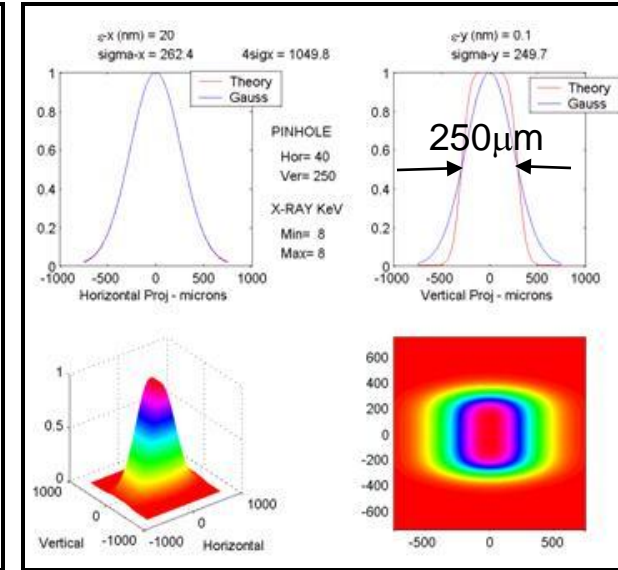 ε-x (nm) = 20
sigma-x = 262.4 4sigx = 1049.8
1
0.8
0.6
0.4
0.2
0
Theory
Gauss
-1000 -500 0 500 1000
Horizontal Proj - microns
PINHOLE
Hor= 40
Ver= 250
X-RAY KeV
Min= 8
Max= 8
ε-y (nm) = 0.1
sigma-y = 249.7
1
0.8
0.6
0.4
0.2
0
Theory
Gauss
250μm
-1000 -500 0 500 1000
Vertical Proj - microns
1
0.5
0
1000
0
-1000
Vertical
-1000
0
1000
Horizontal
600
400
200
0
-200
-400
-600
-500 0 500